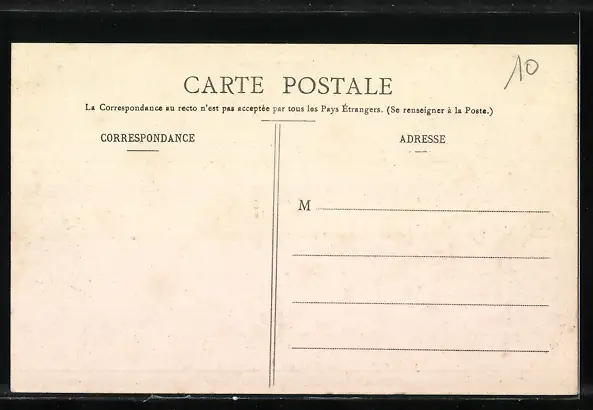 10
CARTE POSTALE
La Correspondance au recto n'est pas acceptée par tous les Pays Étrangers. (Se renseigner à la Poste.)
CORRESPONDANCE
ADRESSE
M